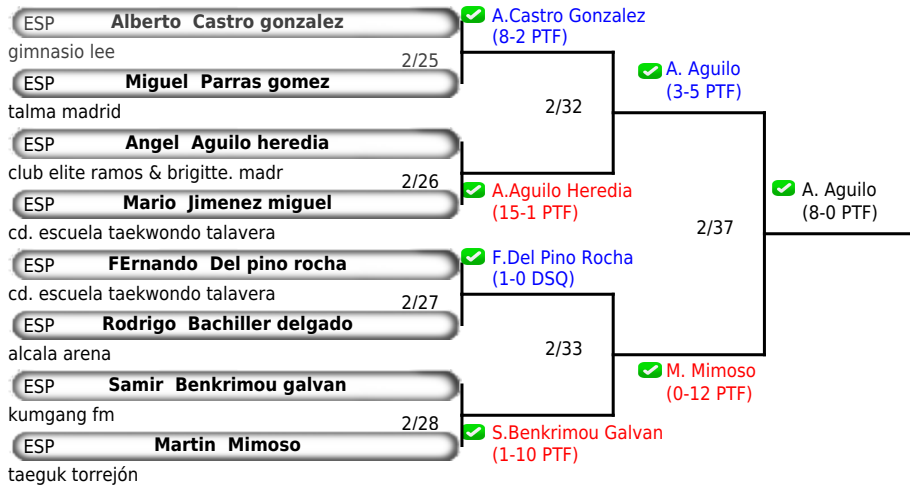 ESP Alberto Castro gonzalez
gimnasio lee
2/25
ESP Miguel Parras gomez
talma madrid
ESP Angel Aguilo heredia
club elite ramos & brigitte. madr
2/26
ESP Mario Jimenez miguel
cd. escuela taekwondo talavera
ESP FErnando Del pino rocha
cd. escuela taekwondo talavera
2/27
ESP Rodrigo Bachiller delgado
alcala arena
ESP Samir Benkrimou galvan
kumgang fm
2/28
ESP Martin Mimoso
taeguk torrejón
A.Castro Gonzalez
(8-2 PTF)
2/32
A.Aguilo Heredia
(15-1 PTF)
F.Del Pino Rocha
(1-0 DSQ)
2/33
S.Benkrimou Galvan
(1-10 PTF)
A. Aguilo
(3-5 PTF)
2/37
M. Mimoso
(0-12 PTF)
A. Aguilo
(8-0 PTF)